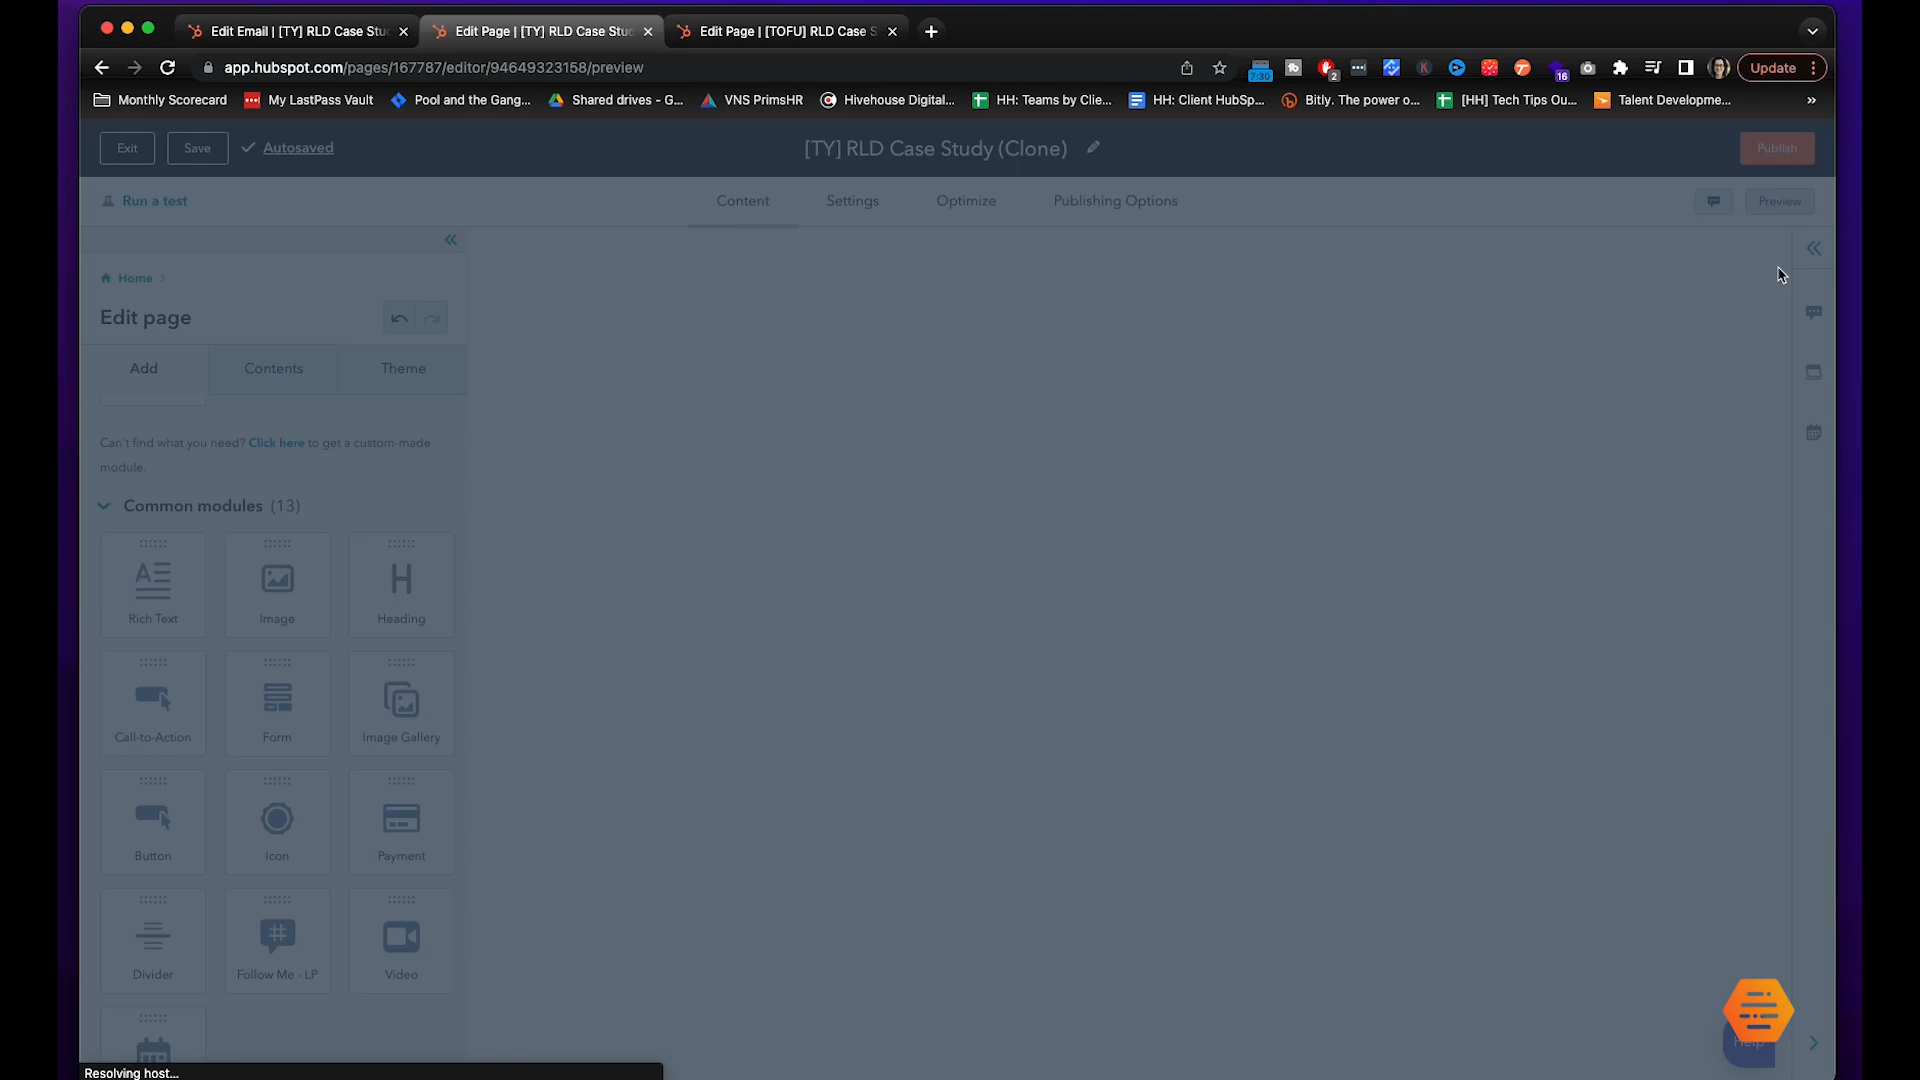 Edit Email | [TY] RLD Case Stu
Edit Page | [TY] RLD Case Stud
Edit Page | [TOFU] RLD Case S
app.hubspot.com/pages/167787/editor/94649323158/preview
7:30
2
16
Update
Monthly Scorecard
My LastPass Vault
Pool and the Gang...
Shared drives - G...
VNS PrimsHR
Hivehouse Digital...
HH: Teams by Clie...
HH: Client HubSp...
Bitly. The power o...
[HH] Tech Tips Ou...
Talent Developme...
Exit
Save
Autosaved
[TY] RLD Case Study (Clone)
Publish
Run a test
Content
Settings
Optimize
Publishing Options
Preview
Home
Edit page
Add
Contents
Theme
Can't find what you need? Click here to get a custom-made
module.
Common modules (13)
Rich Text
Image
Heading
Call-to-Action
Form
Image Gallery
Button
Icon
Payment
Divider
Follow Me - LP
Video
Help
Resolving host...